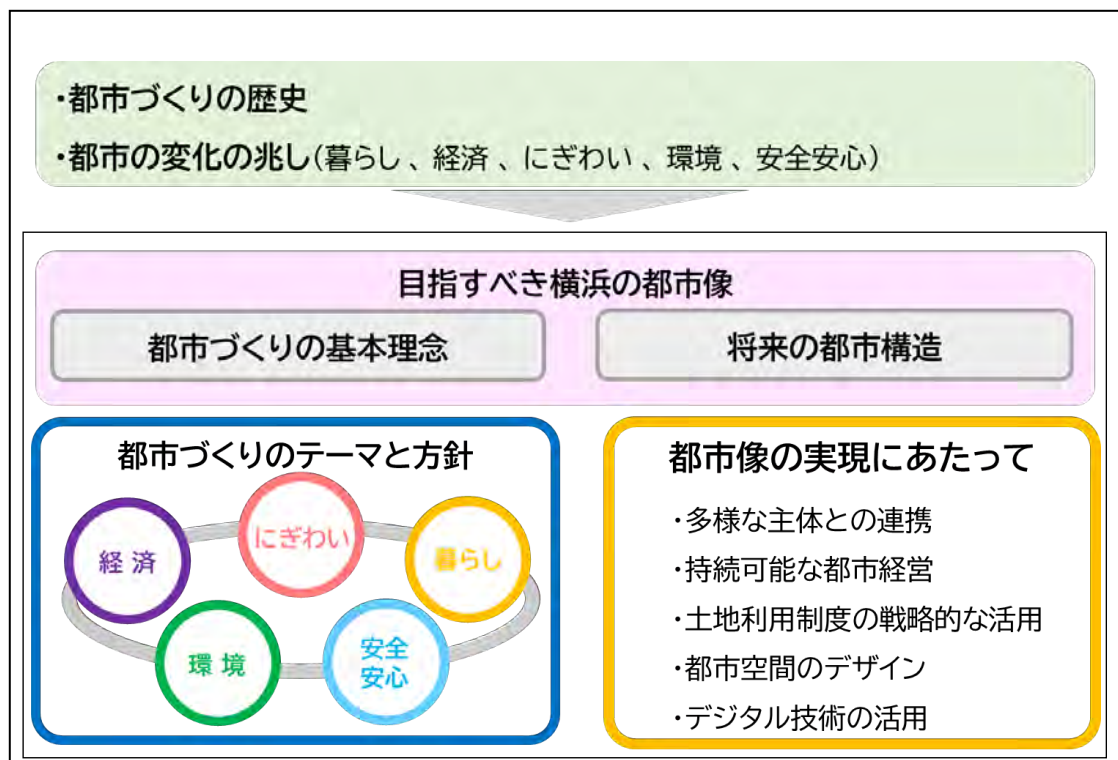 ・都市づくりの歴史
・都市の変化の兆し(暮らし 、経済 、にぎわい 、環境 、安全安心)
目指すべき横浜の都市像
都市づくりの基本理念
将来の都市構造
都市づくりのテーマと方針
経 済
にぎわい
暮らし
環 境
安全
安心
都市像の実現にあたって
・多様な主体との連携
・持続可能な都市経営
・土地利用制度の戦略的な活用
・都市空間のデザイン
・デジタル技術の活用